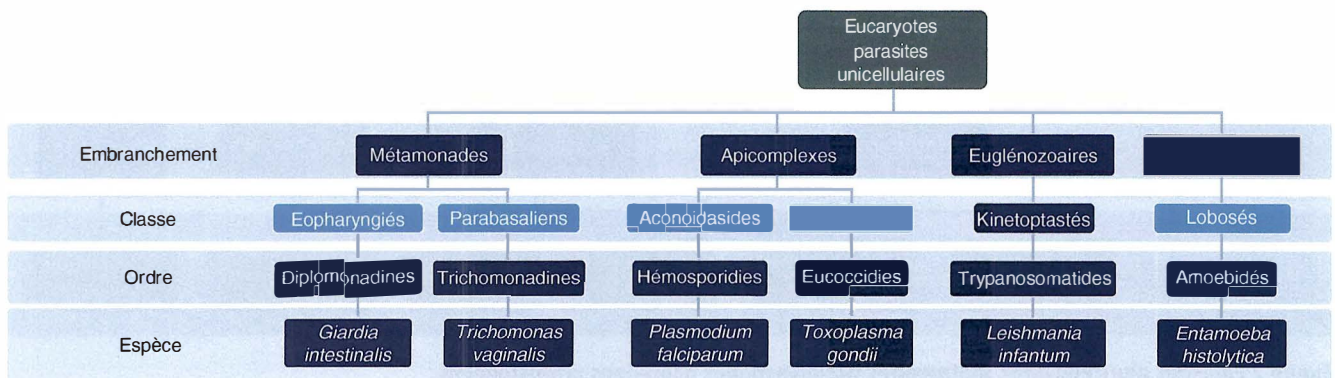 Eucaryotes
parasites
unicellulaires
Embranchement
Métamonades
Apicomplexes
Euglénozoaires
Classe
Eopharyngiés
Parabasaliens
Aconoidasides
Kinetoptastés
Lobosés
Ordre
Diplomonadines
Trichomonadines
Hémosporidies
Eucoccidies
Trypanosomatides
Amoebidés
Espèce
Giardia
intestinalis
Trichomonas
vaginalis
Plasmodium
falciparum
Toxoplasma
gondii
Leishmania
infantum
Entamoeba
histolytica